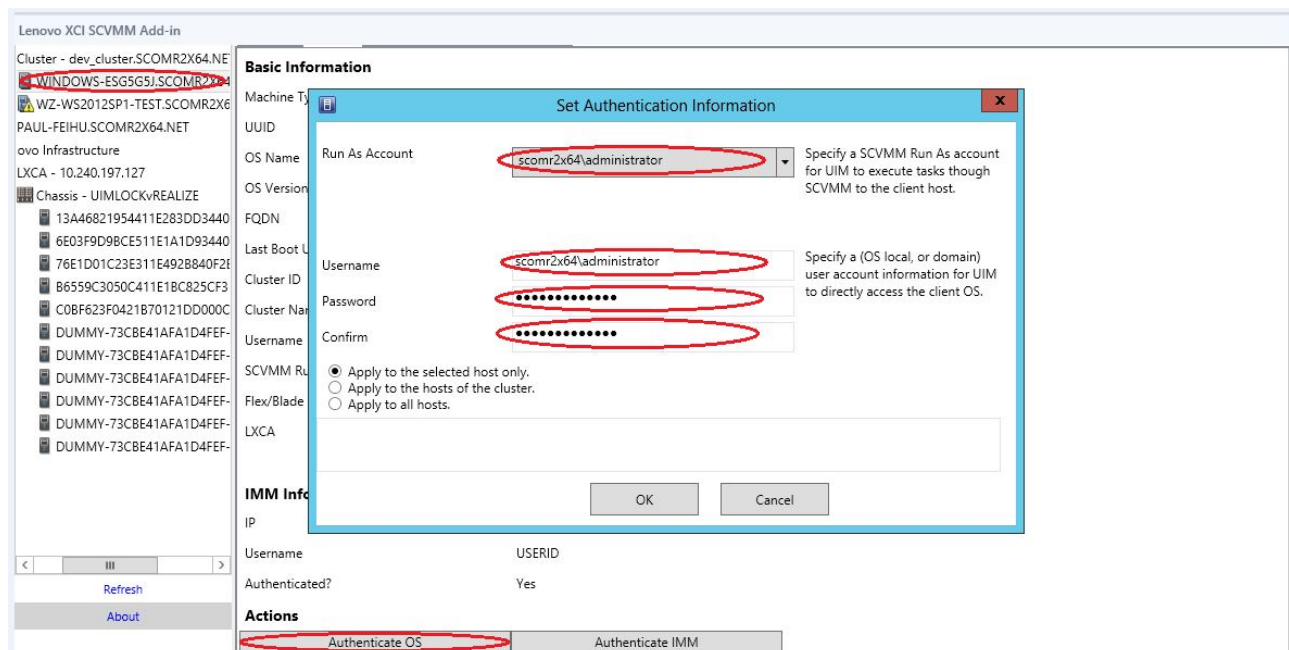 Lenovo XCI SCVMM Add-in
Cluster - dev_cluster.SCOMR2X64.NE
WINDOWS-ESG5G5J.SCOMR2X64
WZ-WS2012SP1-TEST.SCOMR2X6
PAUL-FEIHU.SCOMR2X64.NET
ovo Infrastructure
LXCA - 10.240.197.127
Chassis - UIMLOCKvREALIZE
13A46821954411E283DD3440
6E03F9D9BCE511E1A1D93440
76E1D01C23E311E492B840F2E
B6559C3050C411E1BC825CF3
C0BF623F0421B70121DD000C
DUMMY-73CBE41AFA1D4FEF-
DUMMY-73CBE41AFA1D4FEF-
DUMMY-73CBE41AFA1D4FEF-
DUMMY-73CBE41AFA1D4FEF-
DUMMY-73CBE41AFA1D4FEF-
DUMMY-73CBE41AFA1D4FEF-
Refresh
About
Basic Information
Machine Ty
UUID
OS Name
OS Version
FQDN
Last Boot U
Cluster ID
Cluster Nar
Username
SCVMM Ru
Flex/Blade
LXCA
IMM Info
IP
Username USERID
Authenticated? Yes
Actions
Authenticate OS Authenticate IMM
Set Authentication Information
x
Run As Account scomr2x64\administrator
Specify a SCVMM Run As account
for UIM to execute tasks though
SCVMM to the client host.
Username scomr2x64\administrator
Password
Confirm
Specify a (OS local, or domain)
user account information for UIM
to directly access the client OS.
Apply to the selected host only.
Apply to the hosts of the cluster.
Apply to all hosts.
OK Cancel